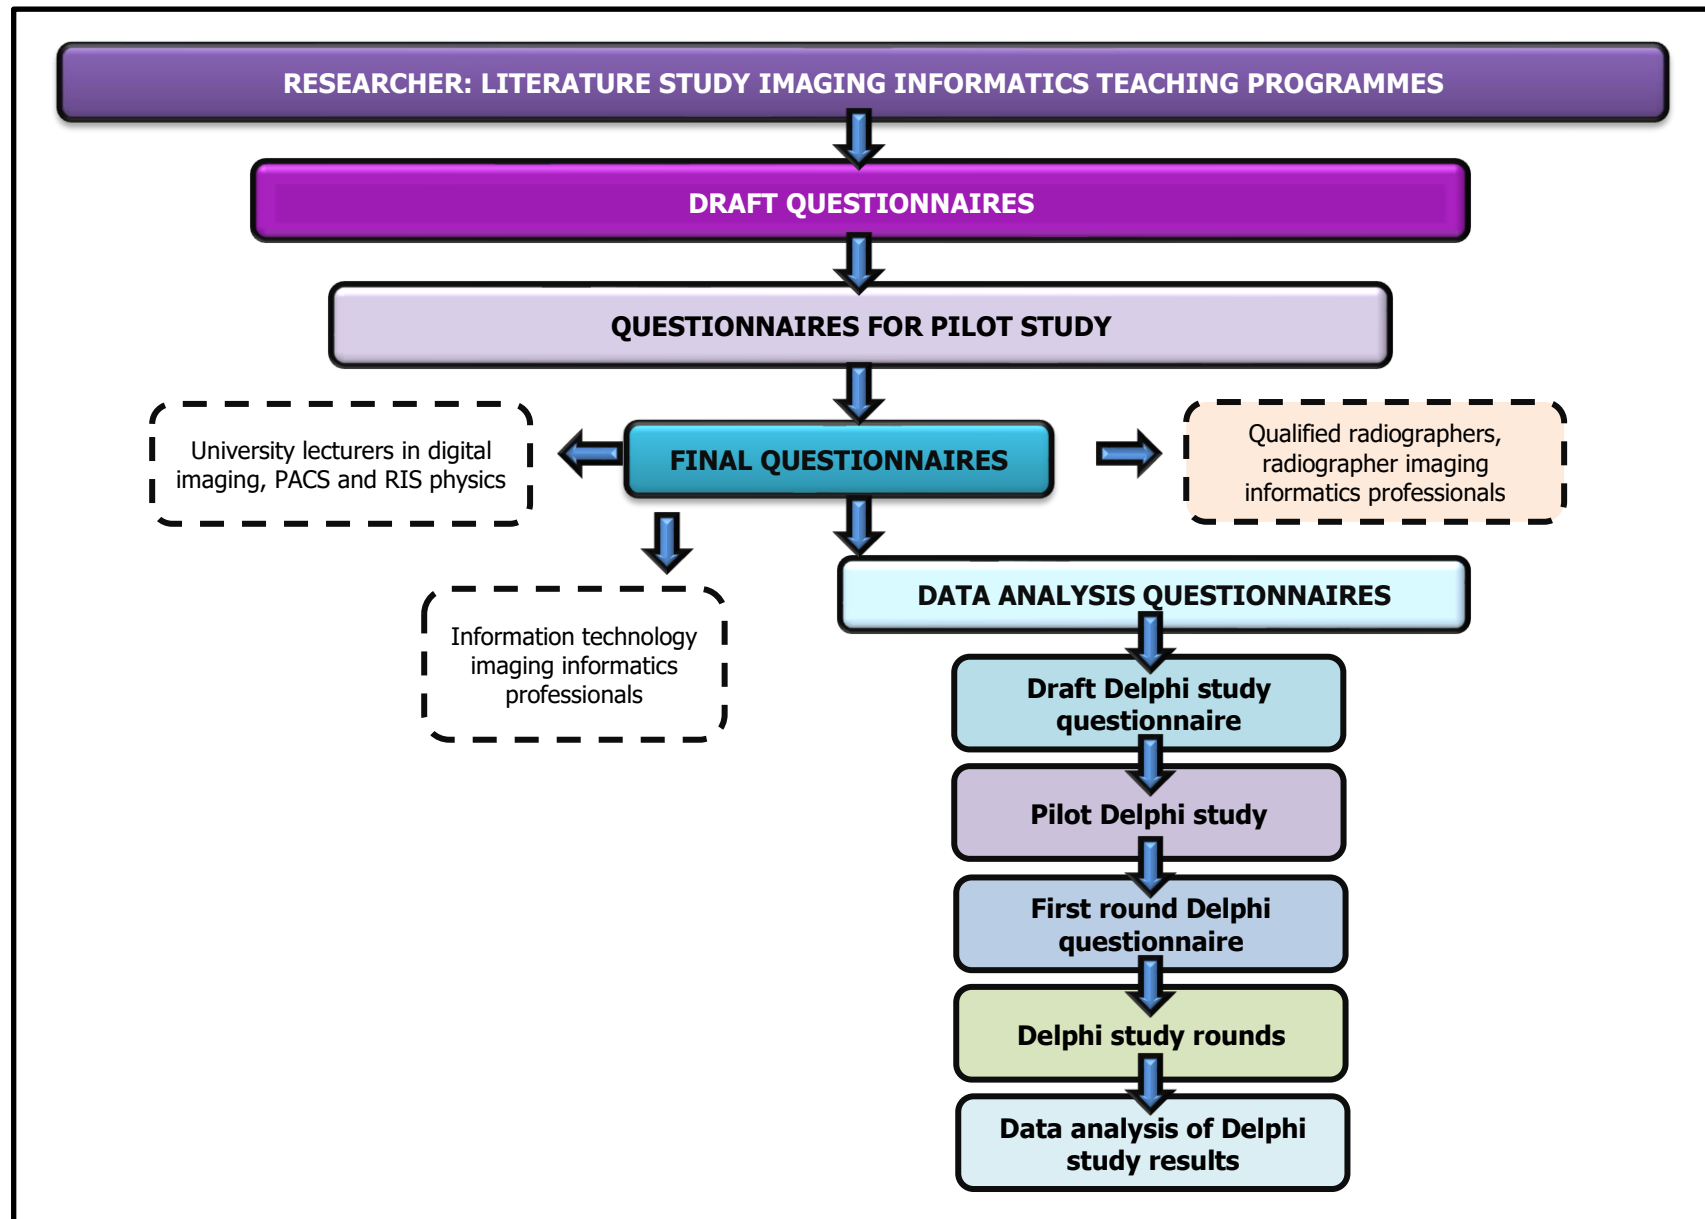 RESEARCHER: LITERATURE STUDY IMAGING INFORMATICS TEACHING PROGRAMMES
DRAFT QUESTIONNAIRES
QUESTIONNAIRES FOR PILOT STUDY
University lecturers in digital
imaging, PACS and RIS physics
FINAL QUESTIONNAIRES
Qualified radiographers,
radiographer imaging
informatics professionals
Information technology
imaging informatics
professionals
DATA ANALYSIS QUESTIONNAIRES
Draft Delphi study
questionnaire
Pilot Delphi study
First round Delphi
questionnaire
Delphi study rounds
Data analysis of Delphi
study results